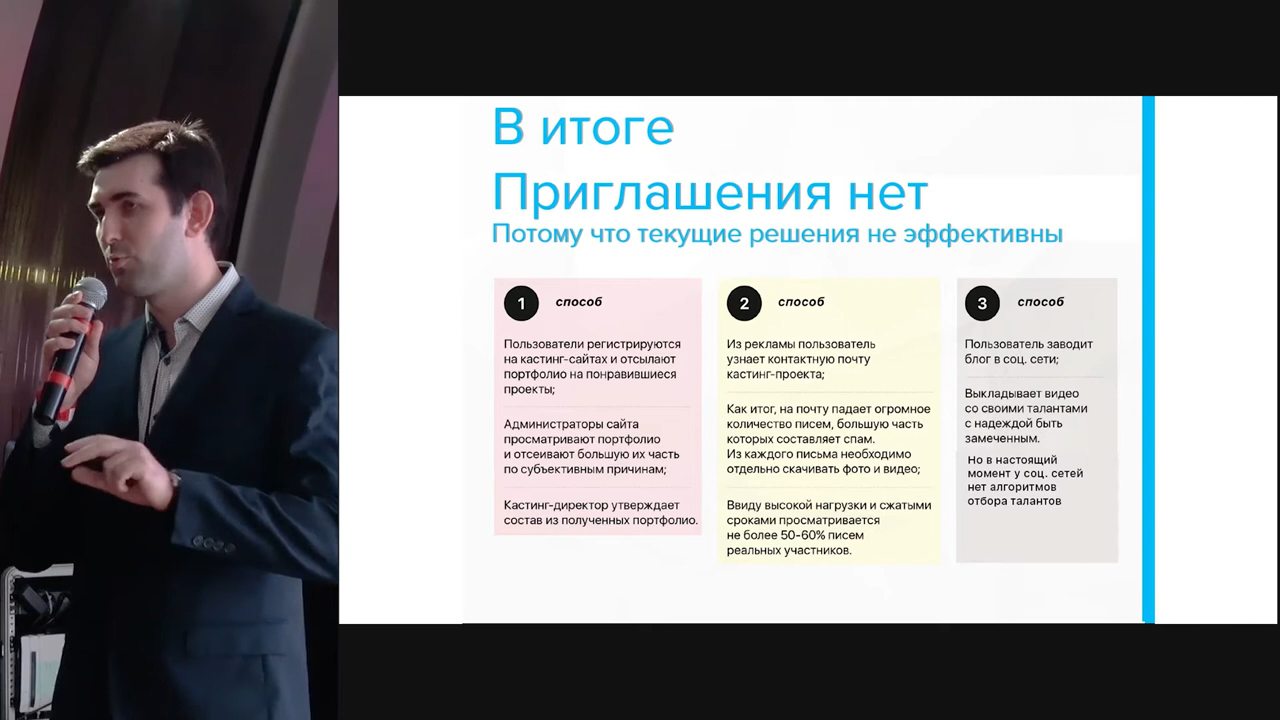 В итоге
Приглашения нет
Потому что текущие решения не эффективны
1 способ
Пользователи регистрируются
на кастинг-сайтах и отсылают
портфолио на понравившиеся
проекты;
Администраторы сайта
просматривают портфолио
и отсеивают большую их часть
по субъективным причинам;
Кастинг-директор утверждает
состав из полученных портфолио.
2 способ
Из рекламы пользователь
узнает контактную почту
кастинг-проекта;
Как итог, на почту падает огромное
количество писем, большую часть
которых составляет спам.
Из каждого письма необходимо
отдельно скачивать фото и видео;
Ввиду высокой нагрузки и сжатыми
сроками просматривается
не более 50-60% писем
реальных участников.
3 способ
Пользователь заводит
блог в соц. сети;
Выкладывает видео
со своими талантами
с надеждой быть
замеченным.
Но в настоящий
момент у соц. сетей
нет алгоритмов
отбора талантов